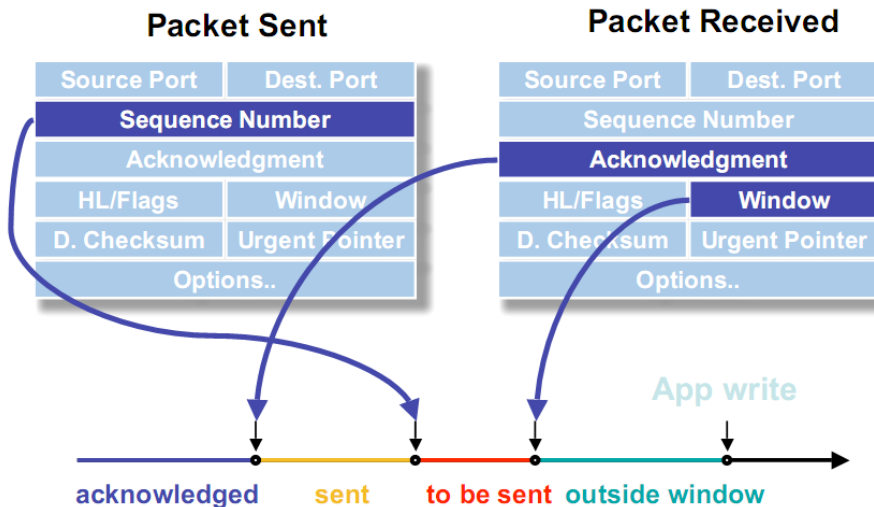 Packet Sent
Packet Received
Source Port Dest. Port
Sequence Number
Acknowledgment
HL/Flags Window
D. Checksum Urgent Pointer
Options..
Source Port Dest. Port
Sequence Number
Acknowledgment
HL/Flags Window
D. Checksum Urgent Pointer
Options..
App write
acknowledged sent to be sent outside window